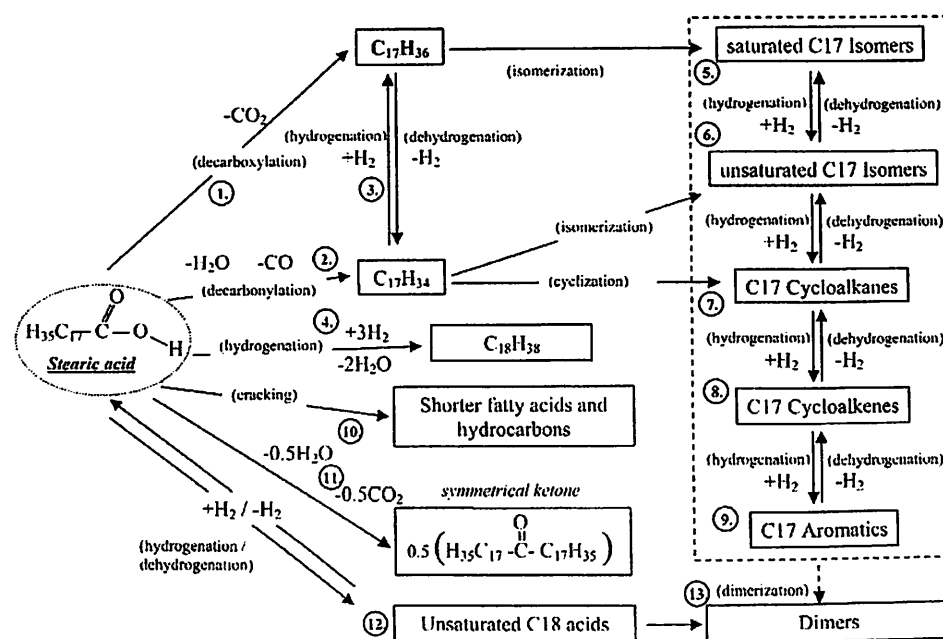 C17H36
saturated C17 Isomers
(isomerization)
5.
-CO2
(hydrogenation)
+H2
(dehydrogenation)
-H2
(hydrogenation)
÷H2
(dehydrogenation)
-H2
6.
(decarboxylation)
1.
3.
unsaturated C17 Isomers
(isomerization)
(hydrogenation)
+H2
(dehydrogenation)
-H2
-H2O -CO
2.
(decarbonylation)
C17H34
(cyclization)
C17 Cycloalkanes
7.
O
H35C17 C O H
Stearic acid
4.
+3H2
(hydrogenation)
-2H2O
C18H38
(hydrogenation)
+H2
(dehydrogenation)
-H2
(cracking)
10
Shorter fatty acids and
hydrocarbons
8.
C17 Cycloalkenes
-0.5H2O
11
-0.5CO2
symmetrical ketone
(hydrogenation)
+H2
(dehydrogenation)
-H2
+H2 / -H2
(hydrogenation /
dehydrogenation)
O
0.5 (H35C17 -C- C17H35)
9.
C17 Aromatics
12
Unsaturated C18 acids
13
(dimerization)
Dimers